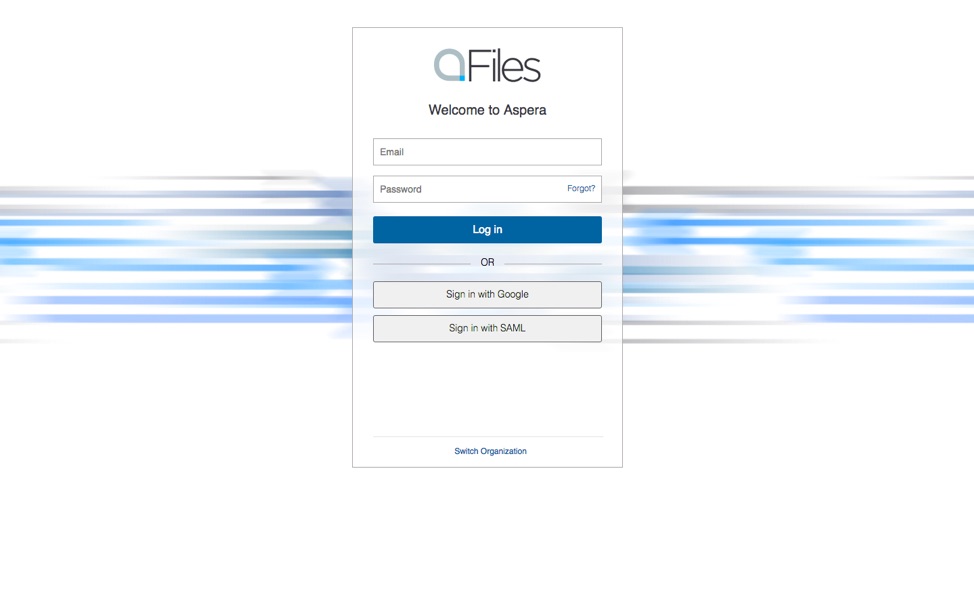 Files
Welcome to Aspera
Email
Password
Forgot?
Log in
OR
Sign in with Google
Sign in with SAML
Switch Organization